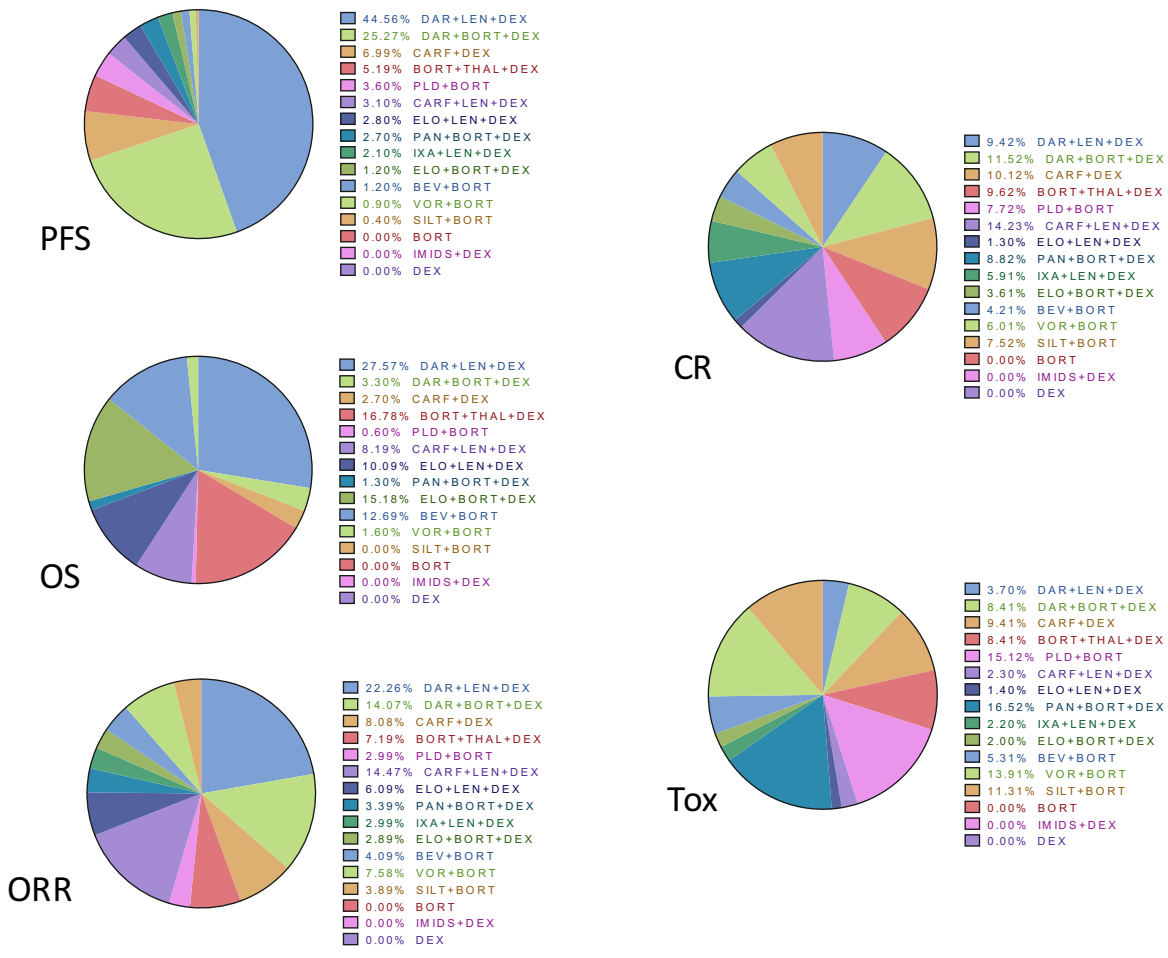 44.56% DAR+LEN+DEX
25.27% DAR+BORT+DEX
6.99% CARF+DEX
5.19% BORT+THAL+DEX
3.60% PLD+BORT
3.10% CARF+LEN+DEX
2.80% ELO+LEN+DEX
2.70% PAN+BORT+DEX
2.10% IXA+LEN+DEX
1.20% ELO+BORT+DEX
1.20% BEV+BORT
0.90% VOR+BORT
0.40% SILT+BORT
0.00% BORT
0.00% IMIDS+DEX
0.00% DEX
PFS
9.42% DAR+LEN+DEX
11.52% DAR+BORT+DEX
10.12% CARF+DEX
9.62% BORT+THAL+DEX
7.72% PLD+BORT
14.23% CARF+LEN+DEX
1.30% ELO+LEN+DEX
8.82% PAN+BORT+DEX
5.91% IXA+LEN+DEX
3.61% ELO+BORT+DEX
4.21% BEV+BORT
6.01% VOR+BORT
7.52% SILT+BORT
0.00% BORT
0.00% IMIDS+DEX
0.00% DEX
CR
27.57% DAR+LEN+DEX
3.30% DAR+BORT+DEX
2.70% CARF+DEX
16.78% BORT+THAL+DEX
0.60% PLD+BORT
8.19% CARF+LEN+DEX
10.09% ELO+LEN+DEX
1.30% PAN+BORT+DEX
15.18% ELO+BORT+DEX
12.69% BEV+BORT
1.60% VOR+BORT
0.00% SILT+BORT
0.00% BORT
0.00% IMIDS+DEX
0.00% DEX
OS
3.70% DAR+LEN+DEX
8.41% DAR+BORT+DEX
9.41% CARF+DEX
8.41% BORT+THAL+DEX
15.12% PLD+BORT
2.30% CARF+LEN+DEX
1.40% ELO+LEN+DEX
16.52% PAN+BORT+DEX
2.20% IXA+LEN+DEX
2.00% ELO+BORT+DEX
5.31% BEV+BORT
13.91% VOR+BORT
11.31% SILT+BORT
0.00% BORT
0.00% IMIDS+DEX
0.00% DEX
Tox
22.26% DAR+LEN+DEX
14.07% DAR+BORT+DEX
8.08% CARF+DEX
7.19% BORT+THAL+DEX
2.99% PLD+BORT
14.47% CARF+LEN+DEX
6.09% ELO+LEN+DEX
3.39% PAN+BORT+DEX
2.99% IXA+LEN+DEX
2.89% ELO+BORT+DEX
4.09% BEV+BORT
7.58% VOR+BORT
3.89% SILT+BORT
0.00% BORT
0.00% IMIDS+DEX
0.00% DEX
ORR